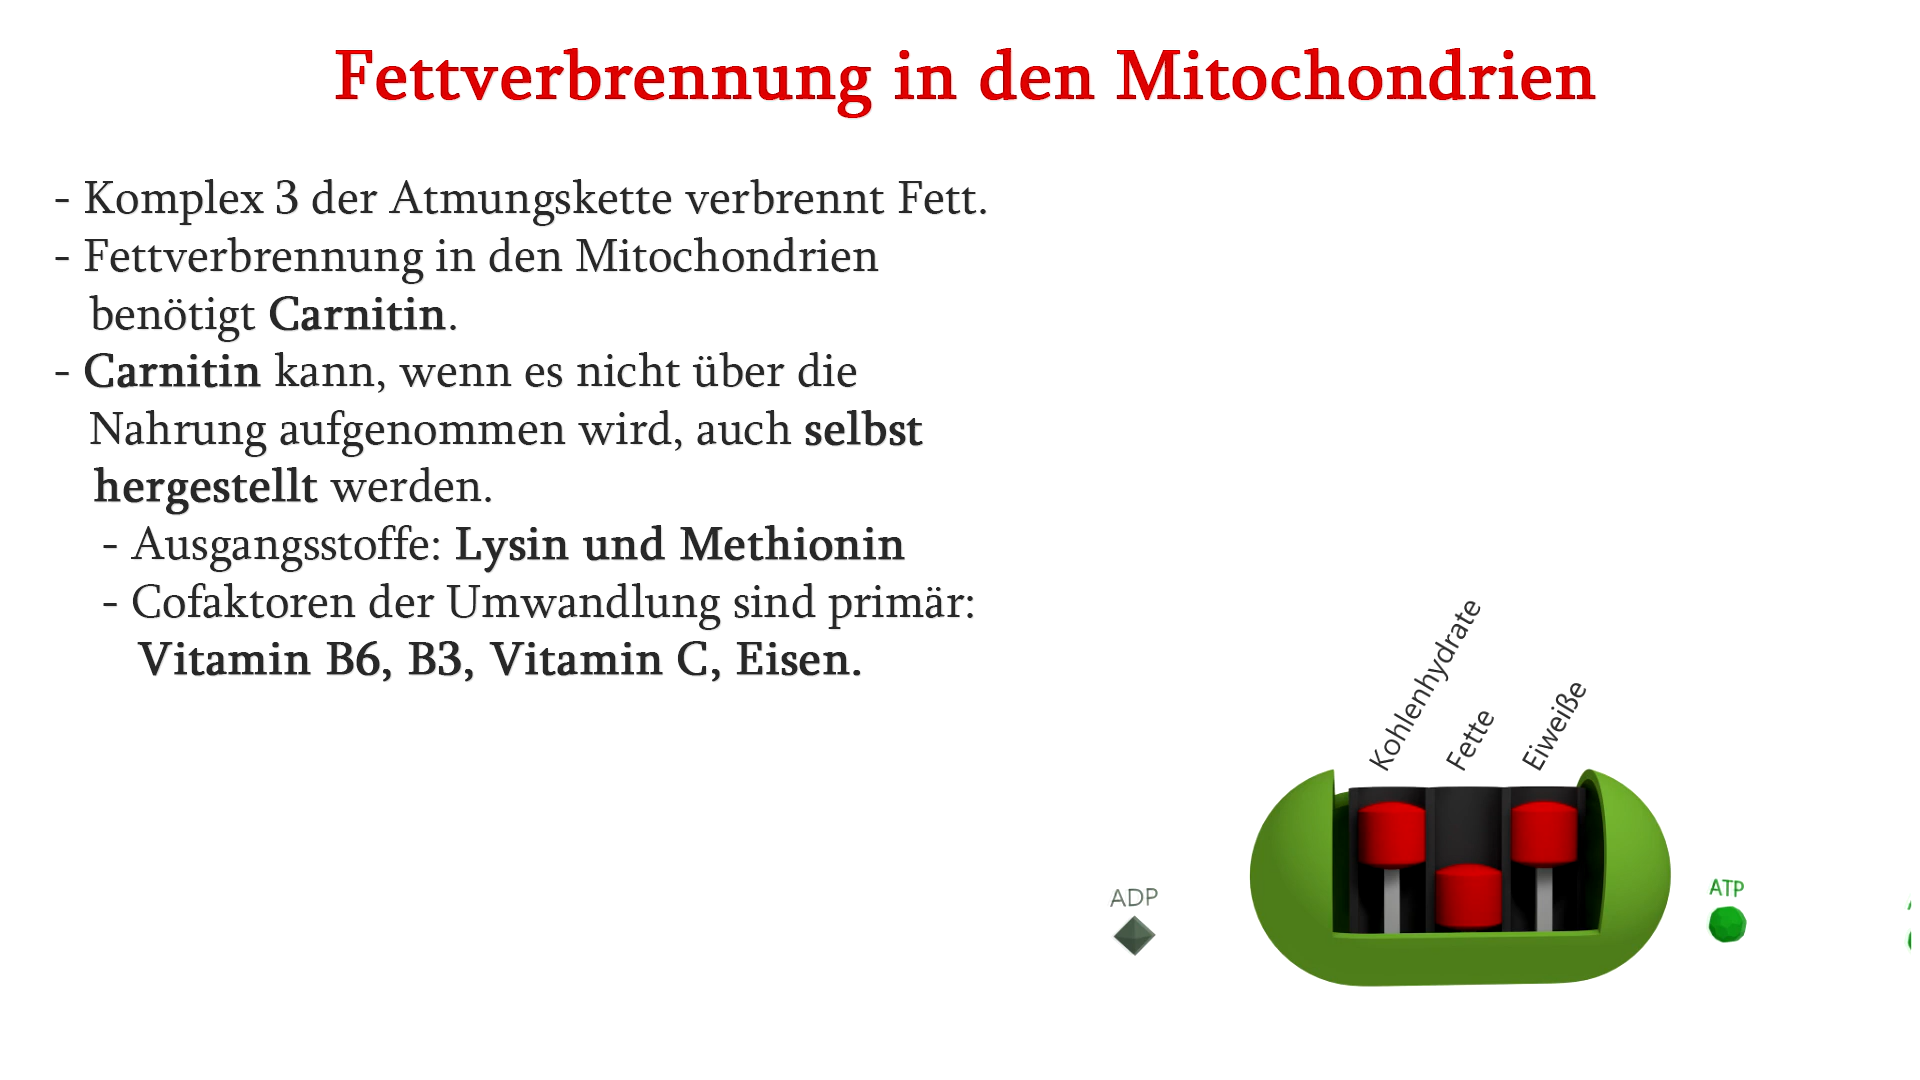 Fettverbrennung in den Mitochondrien
- Komplex 3 der Atmungskette verbrennt Fett.
- Fettverbrennung in den Mitochondrien
benötigt Carnitin.
- Carnitin kann, wenn es nicht über die
Nahrung aufgenommen wird, auch selbst
hergestellt werden.
- Ausgangsstoffe: Lysin und Methionin
- Cofaktoren der Umwandlung sind primär:
Vitamin B6, B3, Vitamin C, Eisen.
Kohlenhydrate
Fette
Eiweiße
ADP
ATP